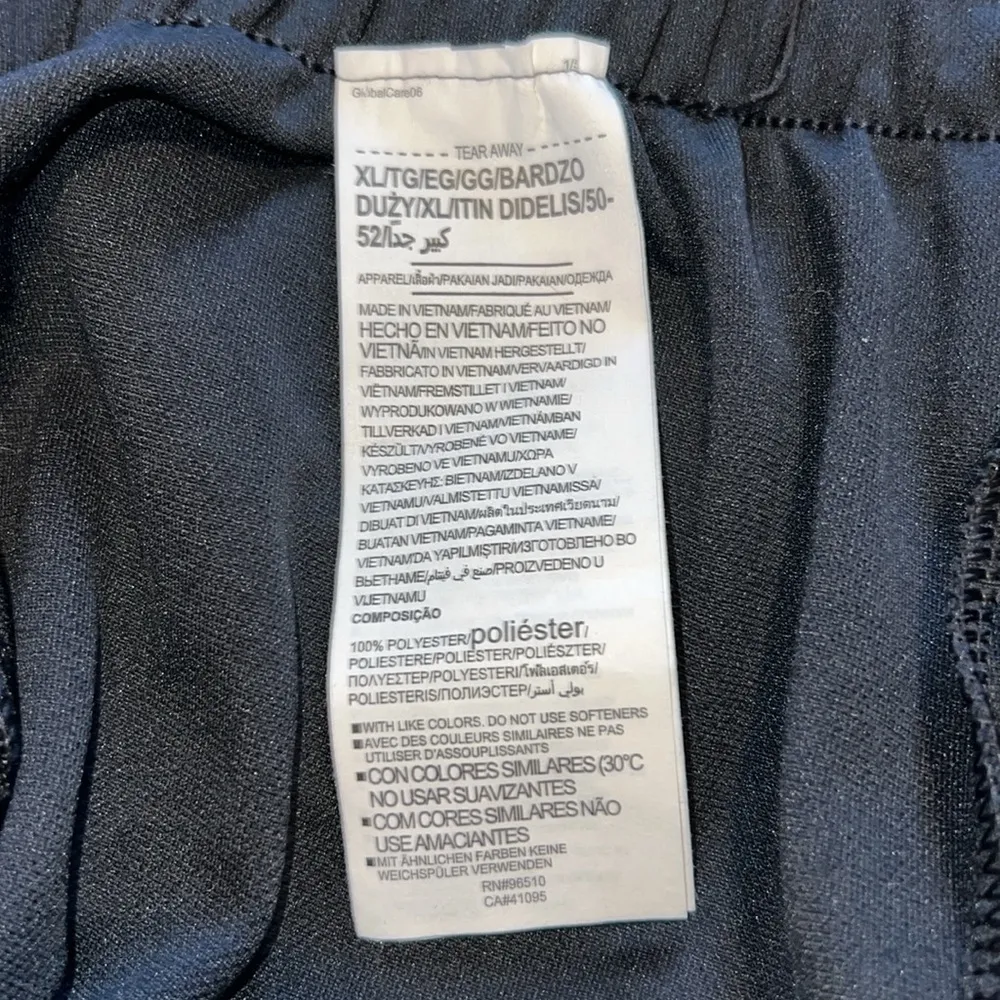 GlobalCare08
TEAR AWAY
XL/TG/EG/GG/BARDZO
DUŻY/XL/ITIN DIDELIS/50-
52/كبير جداً
APPAREL/เสื้อผ้า/PAKAIAN JADI/PAKAIAN/ОДЕЖДА
MADE IN VIETNAM/FABRIQUÉ AU VIETNAM/
HECHO EN VIETNAM/FEITO NO
VIETNÃ/IN VIETNAM HERGESTELLT/
FABBRICATO IN VIETNAM/VERVAARDIGD IN
VIËTNAM/FREMSTILLET I VIETNAM/
WYPRODUKOWANO W WIETNAMIE/
TILLVERKAD I VIETNAM/VIETNÁMBAN
KÉSZÜLT/VYROBENÉ VO VIETNAME/
VYROBENO VE VIETNAMU/ΧΩΡΑ
ΚΑΤΑΣΚΕΥΗΣ: ΒΙΕΤΝΑΜ/IZDELANO V
VIETNAMU/VALMISTETTU VIETNAMISSA/
DIBUAT DI VIETNAM/ผลิตในประเทศเวียดนาม/
BUATAN VIETNAM/PAGAMINTA VIETNAME/
VIETNAM'DA YAPILMIŞTIR/ИЗГОТОВЛЕНО ВО
ВЬЕТНАМЕ/صنع في فيتنام/PROIZVEDENO U
VIJETNAMU
COMPOSIÇÃO
100% POLYESTER/poliéster/
POLIESTERE/POLIÉSTER/POLIÉSZTER/
ΠΟΛΥΕΣΤΕΡ/POLYESTERI/โพลีเอสเตอร์/
POLIESTERIS/ПОЛИЭСТЕР/بولي أستر
WITH LIKE COLORS. DO NOT USE SOFTENERS
AVEC DES COULEURS SIMILAIRES NE PAS
UTILISER D'ASSOUPLISSANTS
CON COLORES SIMILARES (30°C
NO USAR SUAVIZANTES
COM CORES SIMILARES NÃO
USE AMACIANTES
MIT ÄHNLICHEN FARBEN KEINE
WEICHSPÜLER VERWENDEN
RN#96510
CA#41095